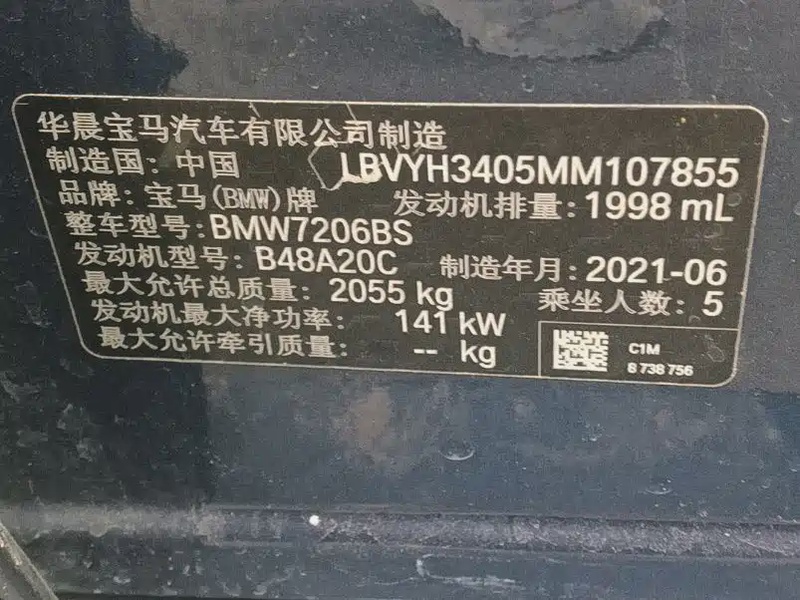 华晨宝马汽车有限公司制造
制造国: 中国 LBVYH3405MM107855
品牌: 宝马(BMW)牌 发动机排量: 1998 mL
整车型号: BMW7206BS
发动机型号: B48A20C 制造年月: 2021-06
最大允许总质量: 2055 kg 乘坐人数: 5
发动机最大净功率: 141 kW
最大允许牵引质量: -- kg
C1M
8 738 756